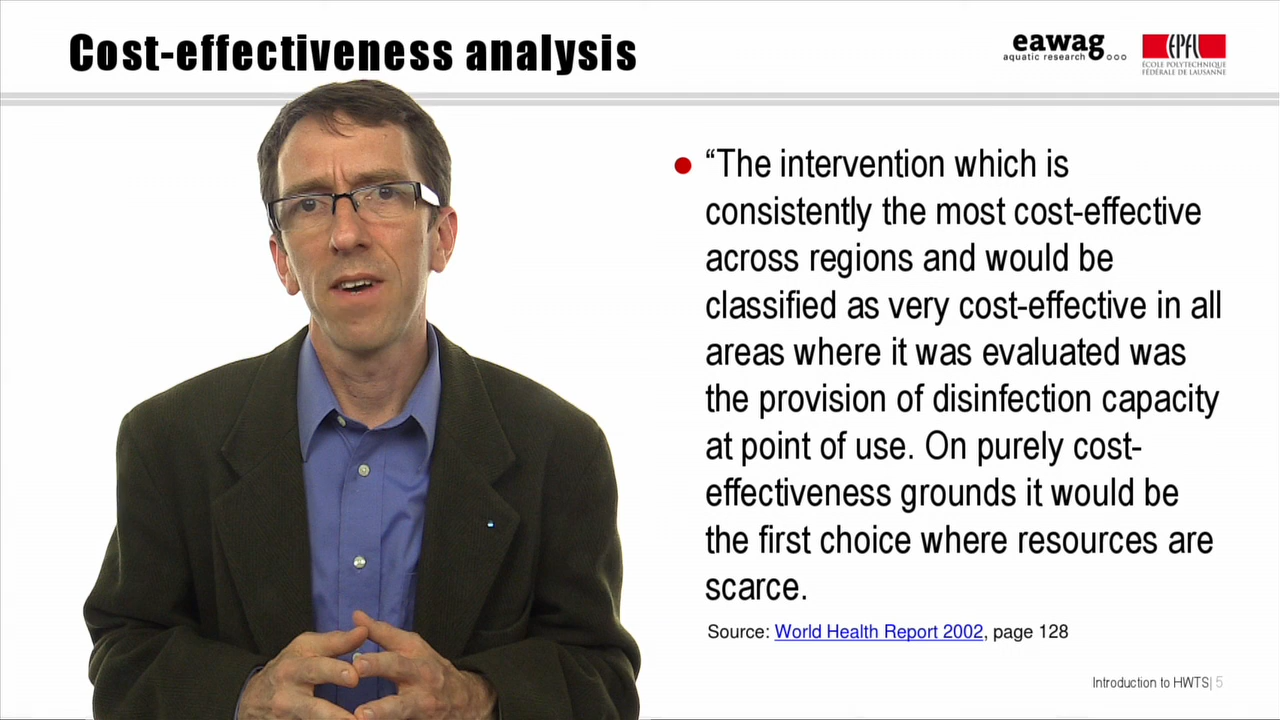 Cost-effectiveness analysis
eawag
aquatic research
EPFL
ÉCOLE POLYTECHNIQUE
FÉDÉRALE DE LAUSANNE
“The intervention which is
consistently the most cost-effective
across regions and would be
classified as very cost-effective in all
areas where it was evaluated was
the provision of disinfection capacity
at point of use. On purely cost-
effectiveness grounds it would be
the first choice where resources are
scarce.
Source: World Health Report 2002, page 128
Introduction to HWTS| 5